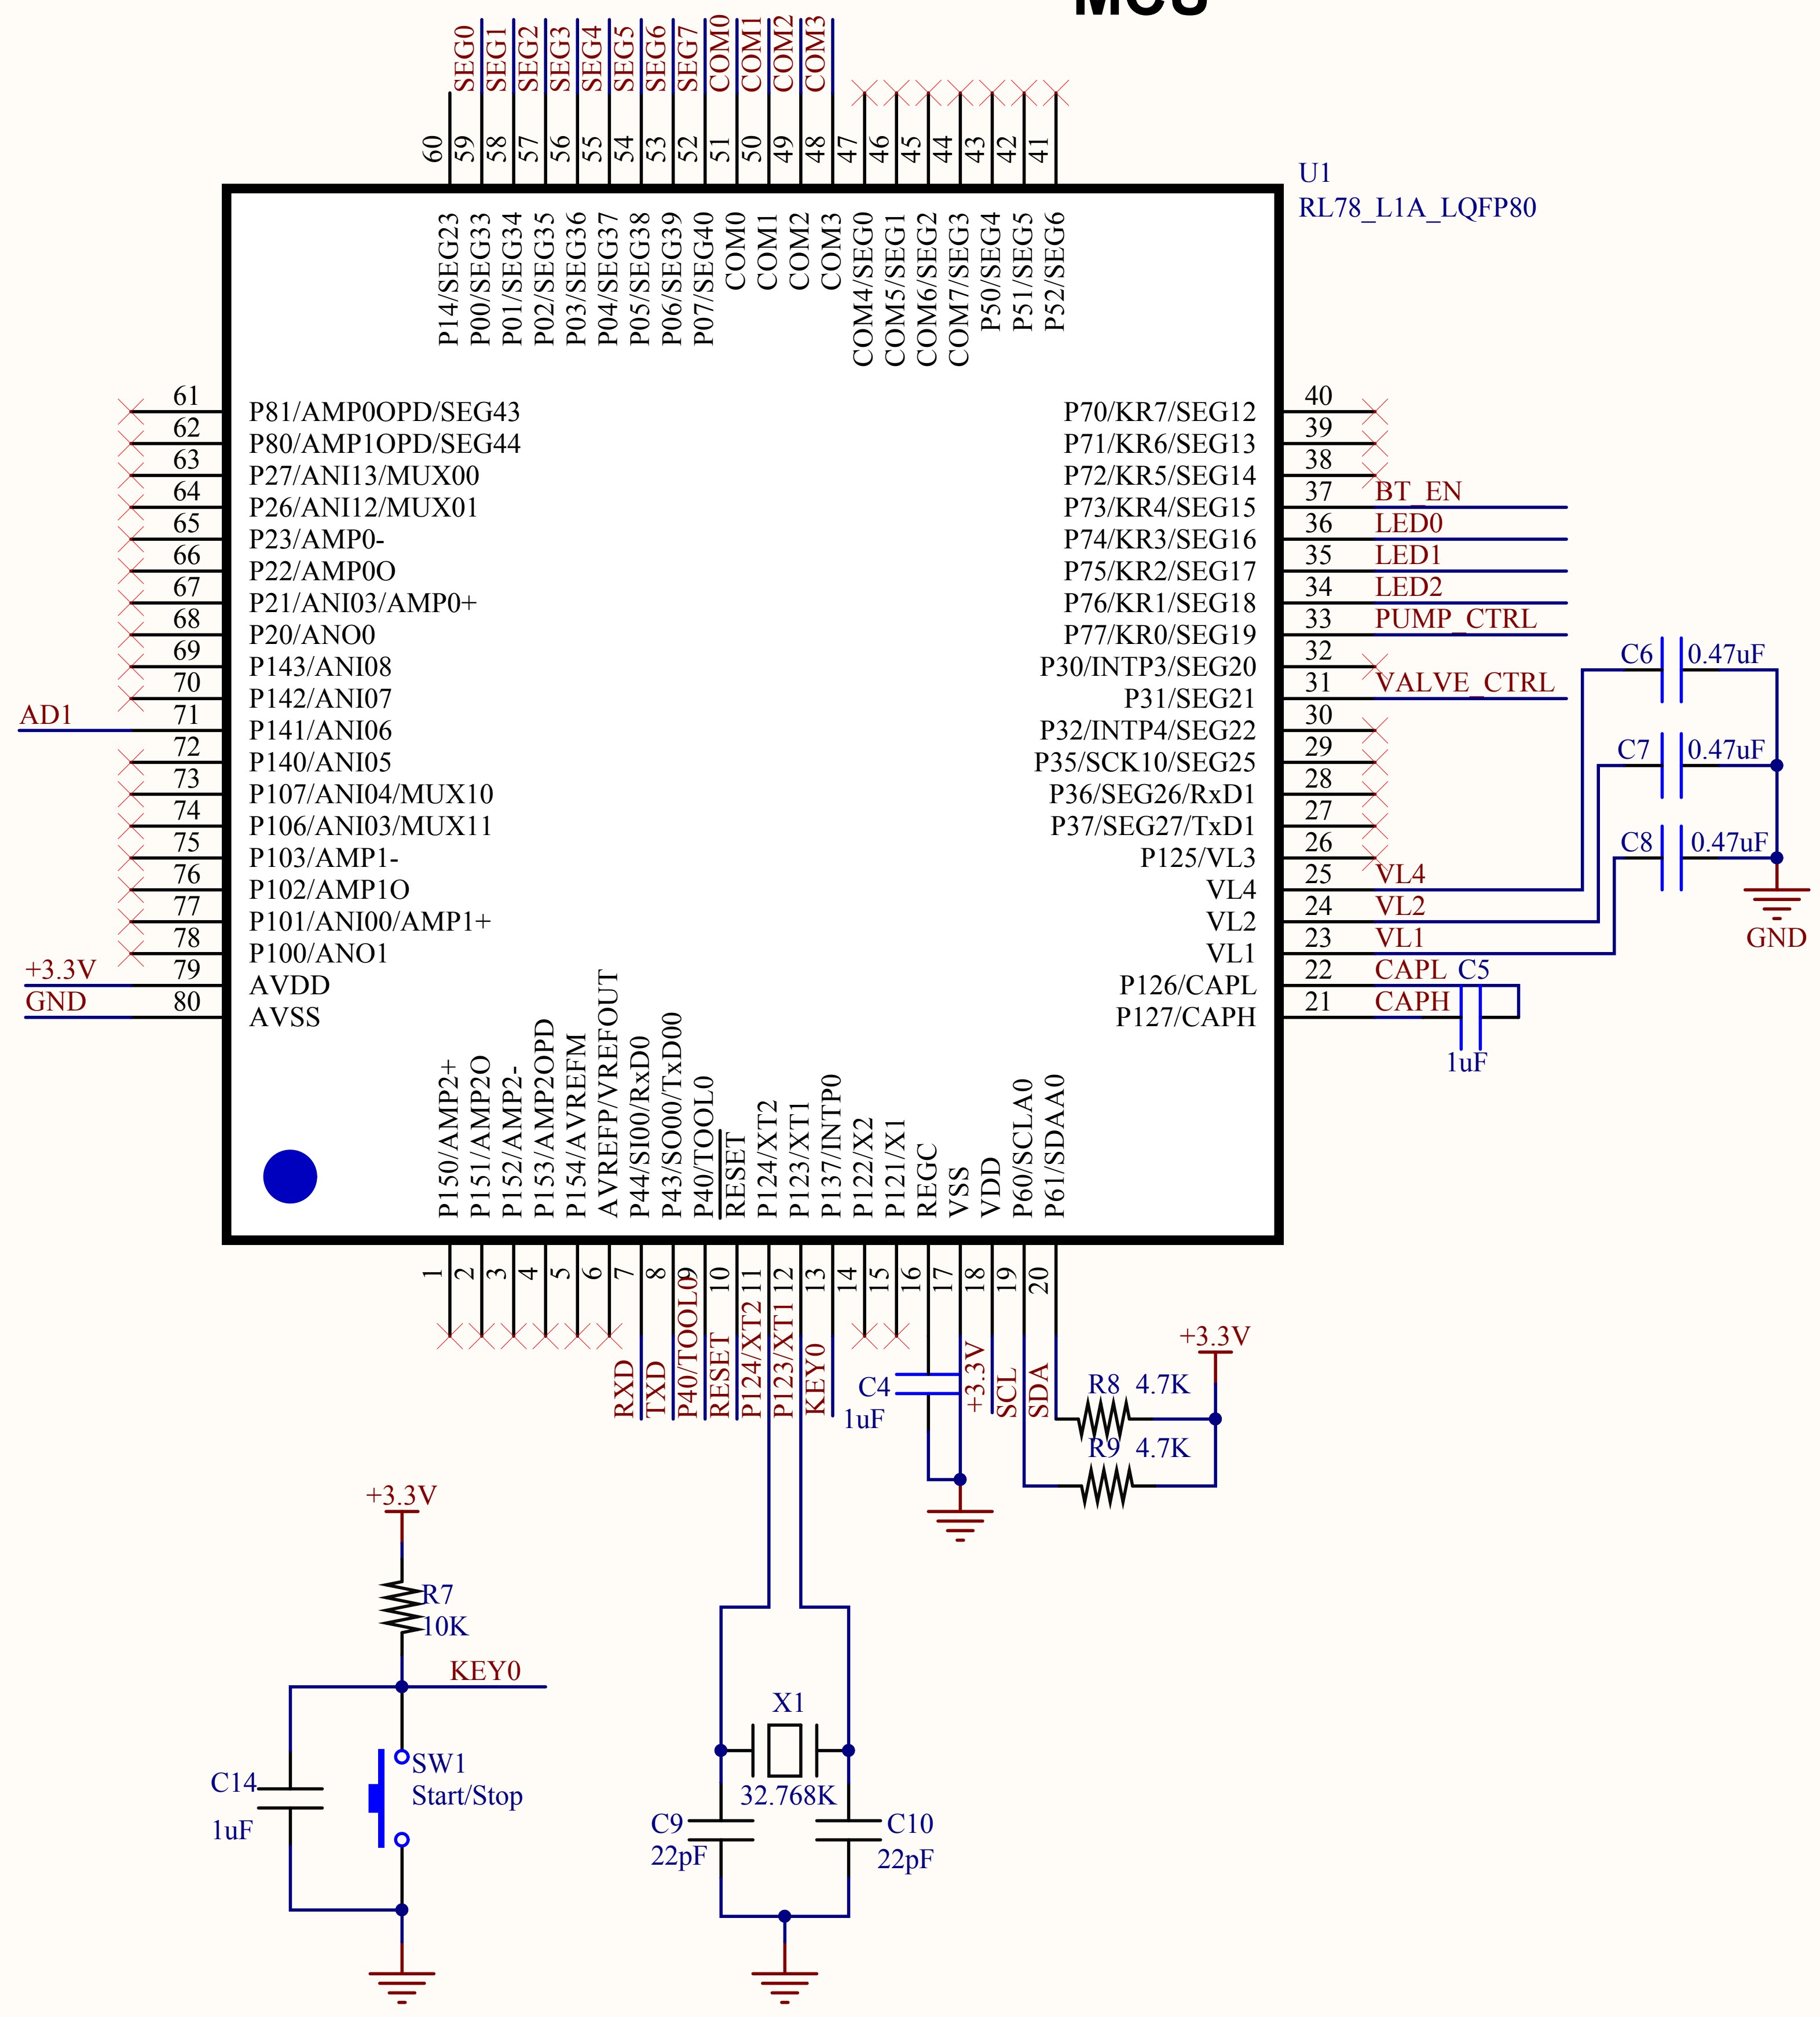 MCU
SEG0
SEG1
SEG2
SEG3
SEG4
SEG5
SEG6
SEG7
COM0
COM1
COM2
COM3
60
59
58
57
56
55
54
53
52
51
50
49
48
47
46
45
44
43
42
41
U1
RL78_L1A_LQFP80
P14/SEG23
P00/SEG33
P01/SEG34
P02/SEG35
P03/SEG36
P04/SEG37
P05/SEG38
P06/SEG39
P07/SEG40
COM0
COM1
COM2
COM3
COM4/SEG0
COM5/SEG1
COM6/SEG2
COM7/SEG3
P50/SEG4
P51/SEG5
P52/SEG6
61 P81/AMP0OPD/SEG43
62 P80/AMP1OPD/SEG44
63 P27/ANI13/MUX00
64 P26/ANI12/MUX01
65 P23/AMP0-
66 P22/AMP0O
67 P21/ANI03/AMP0+
68 P20/ANO0
69 P143/ANI08
70 P142/ANI07
AD1 71 P141/ANI06
72 P140/ANI05
73 P107/ANI04/MUX10
74 P106/ANI03/MUX11
75 P103/AMP1-
76 P102/AMP1O
77 P101/ANI00/AMP1+
78 P100/ANO1
+3.3V 79 AVDD
GND 80 AVSS
P70/KR7/SEG12 40
P71/KR6/SEG13 39
P72/KR5/SEG14 38
P73/KR4/SEG15 37 BT_EN
P74/KR3/SEG16 36 LED0
P75/KR2/SEG17 35 LED1
P76/KR1/SEG18 34 LED2
P77/KR0/SEG19 33 PUMP_CTRL
P30/INTP3/SEG20 32
P31/SEG21 31 VALVE_CTRL
P32/INTP4/SEG22 30
P35/SCK10/SEG25 29
P36/SEG26/RxD1 28
P37/SEG27/TxD1 27
P125/VL3 26
VL4 25 VL4
VL2 24 VL2
VL1 23 VL1
P126/CAPL 22 CAPL
P127/CAPH 21 CAPH
C5
1uF
C6 0.47uF
C7 0.47uF
C8 0.47uF
GND
P150/AMP2+
P151/AMP2O
P152/AMP2-
P153/AMP2OPD
P154/AVREFM
AVREFP/VREFOUT
P44/SI00/RxD0
P43/SO00/TxD00
P40/TOOL0
RESET
P124/XT2
P123/XT1
P137/INTP0
P122/X2
P121/X1
REGC
VSS
VDD
P60/SCLA0
P61/SDAA0
1
2
3
4
5
6
7
8
9
10
11
12
13
14
15
16
17
18
19
20
RXD
TXD
P40/TOOL0
RESET
P124/XT2
P123/XT1
KEY0
+3.3V
SCL
SDA
C4
1uF
+3.3V
R8 4.7K
R9 4.7K
+3.3V
R7
10K
KEY0
C14
1uF
SW1
Start/Stop
X1
32.768K
C9
22pF
C10
22pF